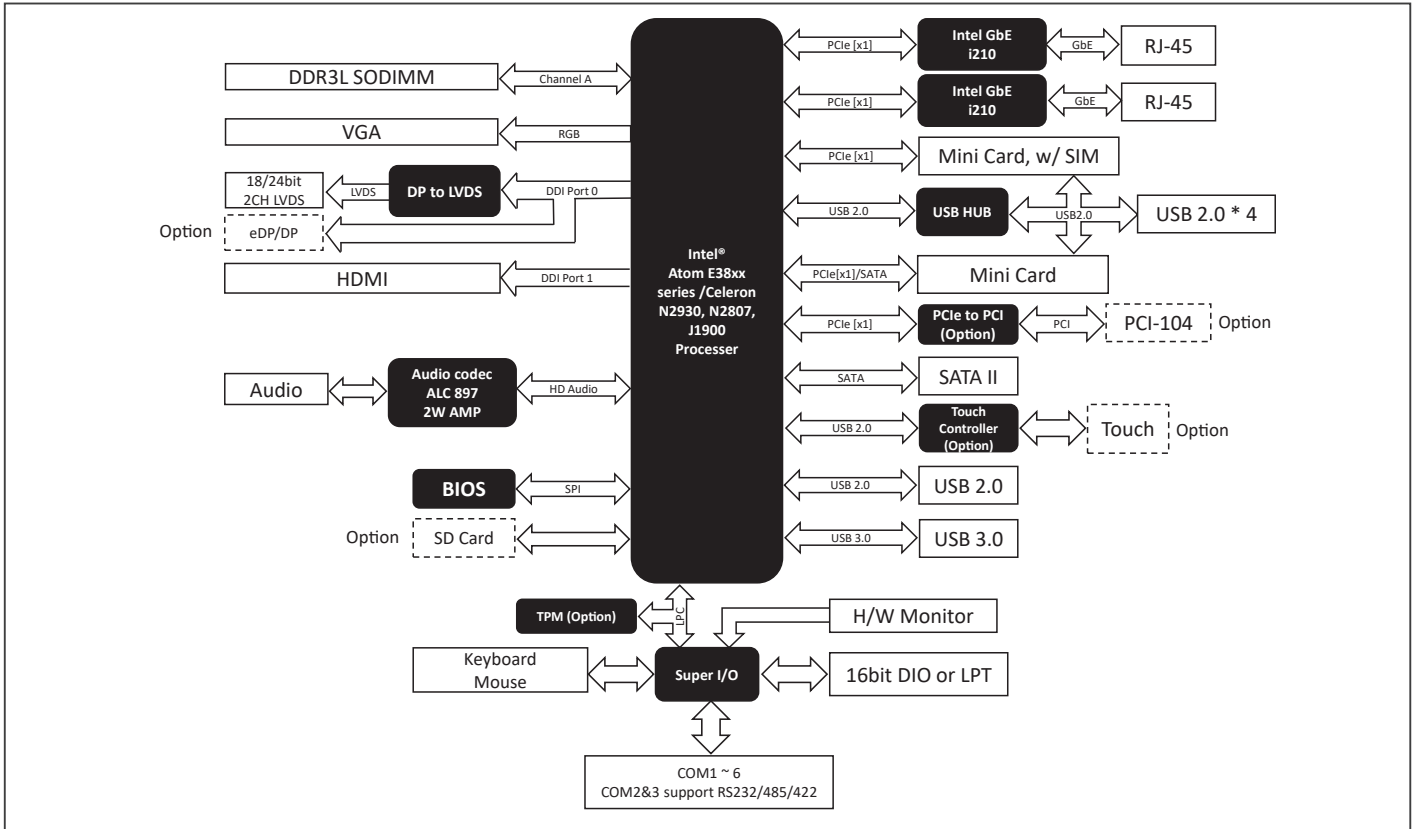 DDR3L SODIMM
Channel A
VGA
RGB
18/24bit
2CH LVDS
LVDS
DP to LVDS
DDI Port 0
Option
eDP/DP
HDMI
DDI Port 1
Audio
Audio codec
ALC 897
2W AMP
HD Audio
BIOS
SPI
Option
SD Card
Intel®
Atom E38xx
series /Celeron
N2930, N2807,
J1900
Processer
PCIe [x1]
Intel GbE
i210
GbE
RJ-45
PCIe [x1]
Intel GbE
i210
GbE
RJ-45
PCIe [x1]
Mini Card, w/ SIM
USB 2.0
USB HUB
USB2.0
USB 2.0 * 4
PCIe[x1]/SATA
Mini Card
PCIe [x1]
PCIe to PCI
(Option)
PCI
PCI-104
Option
SATA
SATA II
USB 2.0
Touch
Controller
(Option)
Touch
Option
USB 2.0
USB 2.0
USB 3.0
USB 3.0
TPM (Option)
LPC
H/W Monitor
Keyboard
Mouse
Super I/O
16bit DIO or LPT
COM1 ~ 6
COM2&3 support RS232/485/422